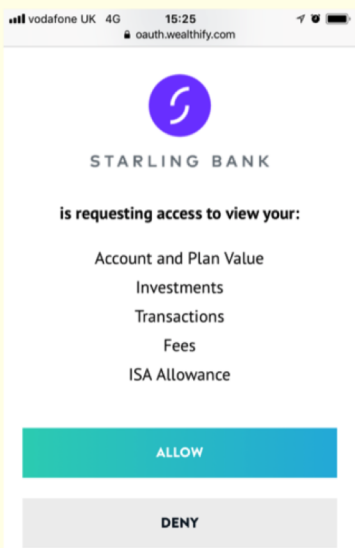 vodafone UK 4G 15:25
oauth.wealthify.com
STARLING BANK
is requesting access to view your:
Account and Plan Value
Investments
Transactions
Fees
ISA Allowance
ALLOW
DENY